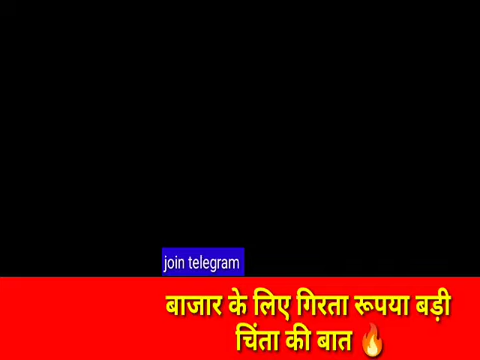 join telegram
बाजार के लिए गिरता रूपया बड़ी
चिंता की बात 🔥